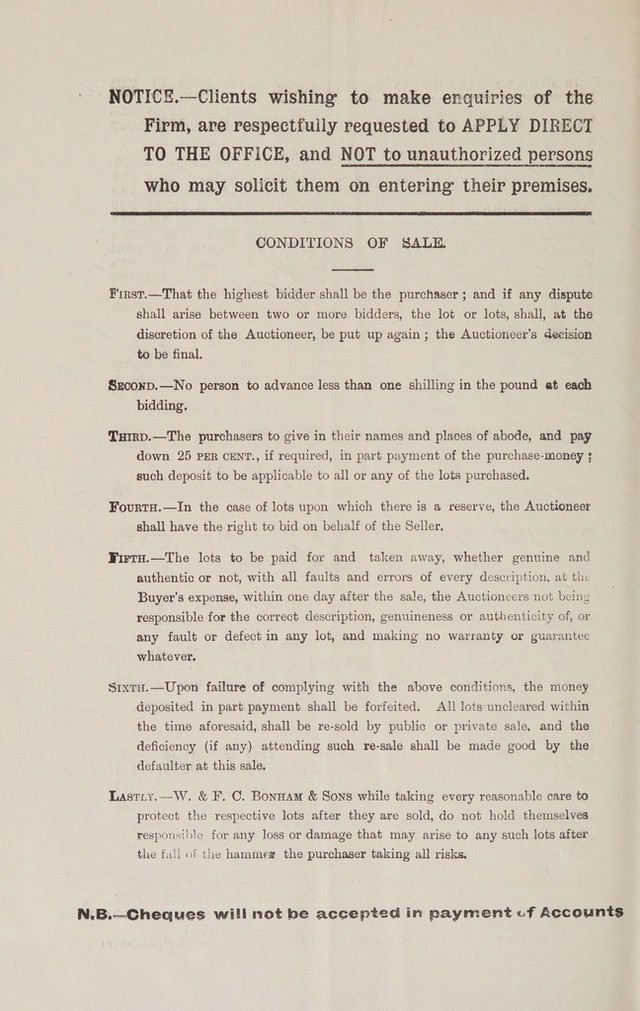 NOTICE.—Clients wishing to make enquiries of the
Firm, are respectfully requested to APPLY DIRECT
TO THE OFFICE, and NOT to unauthorized persons
who may solicit them on entering their premises.
CONDITIONS OF SALE.
FIRST.—That the highest bidder shall be the purchaser; and if any dispute
shall arise between two or more bidders, the lot or lots, shall, at the
discretion of the Auctioneer, be put up again; the Auctioneer's decision
to be final.
SECOND.—No person to advance less than one shilling in the pound at each
bidding.
THIRD.—The purchasers to give in their names and places of abode, and pay
down 25 PER CENT., if required, in part payment of the purchase-money;
such deposit to be applicable to all or any of the lots purchased.
FOURTH.—In the case of lots upon which there is a reserve, the Auctioneer
shall have the right to bid on behalf of the Seller.
FIFTH.—The lots to be paid for and taken away, whether genuine and
authentic or not, with all faults and errors of every description, at the
Buyer's expense, within one day after the sale, the Auctioneers not being
responsible for the correct description, genuineness or authenticity of, or
any fault or defect in any lot, and making no warranty or guarantee
whatever.
SIXTH.—Upon failure of complying with the above conditions, the money
deposited in part payment shall be forfeited. All lots uncleared within
the time aforesaid, shall be re-sold by public or private sale, and the
deficiency (if any) attending such re-sale shall be made good by the
defaulter at this sale.
LASTLY.—W. & F. C. BONHAM & SONS while taking every reasonable care to
protect the respective lots after they are sold, do not hold themselves
responsible for any loss or damage that may arise to any such lots after
the fall of the hammer the purchaser taking all risks.
N.B.—Cheques will not be accepted in payment of Accounts